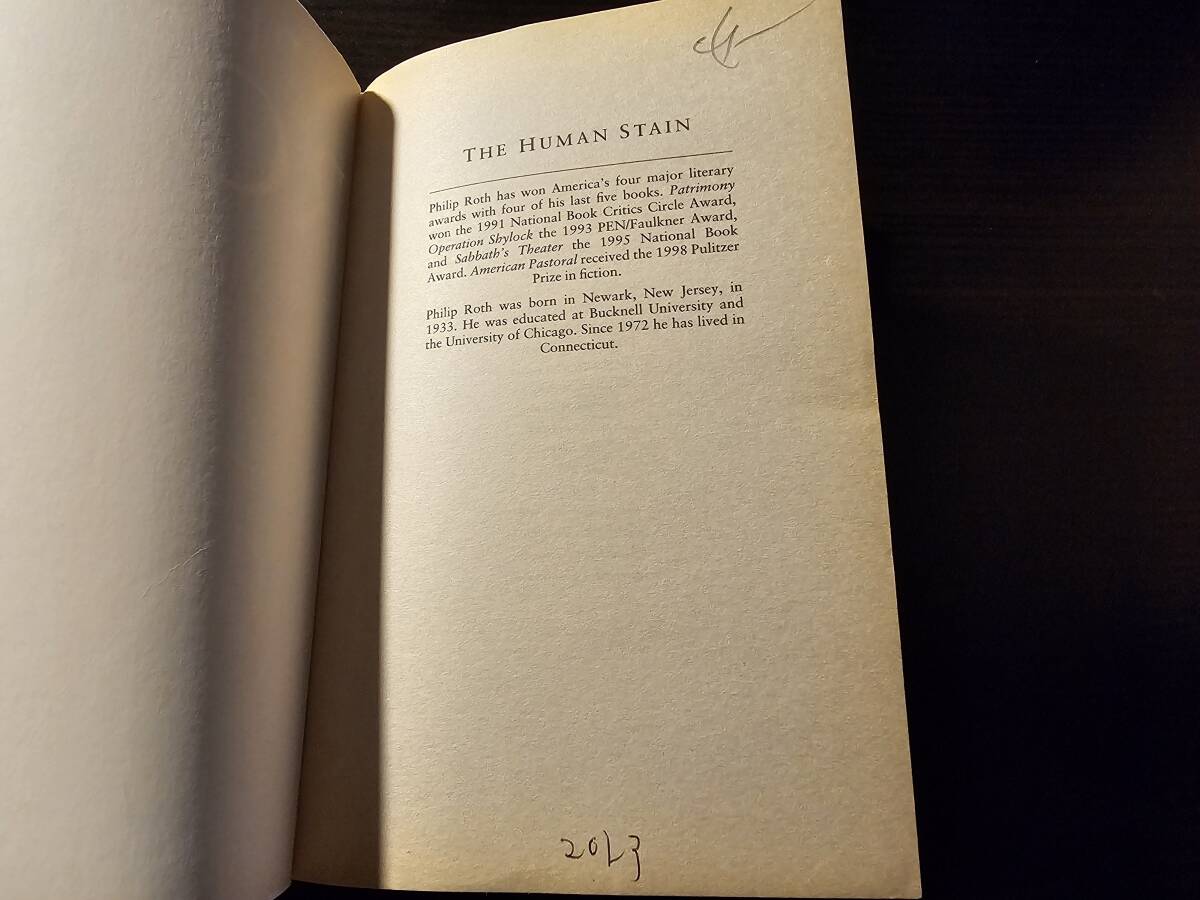 THE HUMAN STAIN
Philip Roth has won America's four major literary
awards with four of his last five books. Patrimony
won the 1991 National Book Critics Circle Award,
Operation Shylock the 1993 PEN/Faulkner Award,
and Sabbath's Theater the 1995 National Book
Award. American Pastoral received the 1998 Pulitzer
Prize in fiction.
Philip Roth was born in Newark, New Jersey, in
1933. He was educated at Bucknell University and
the University of Chicago. Since 1972 he has lived in
Connecticut.
2023